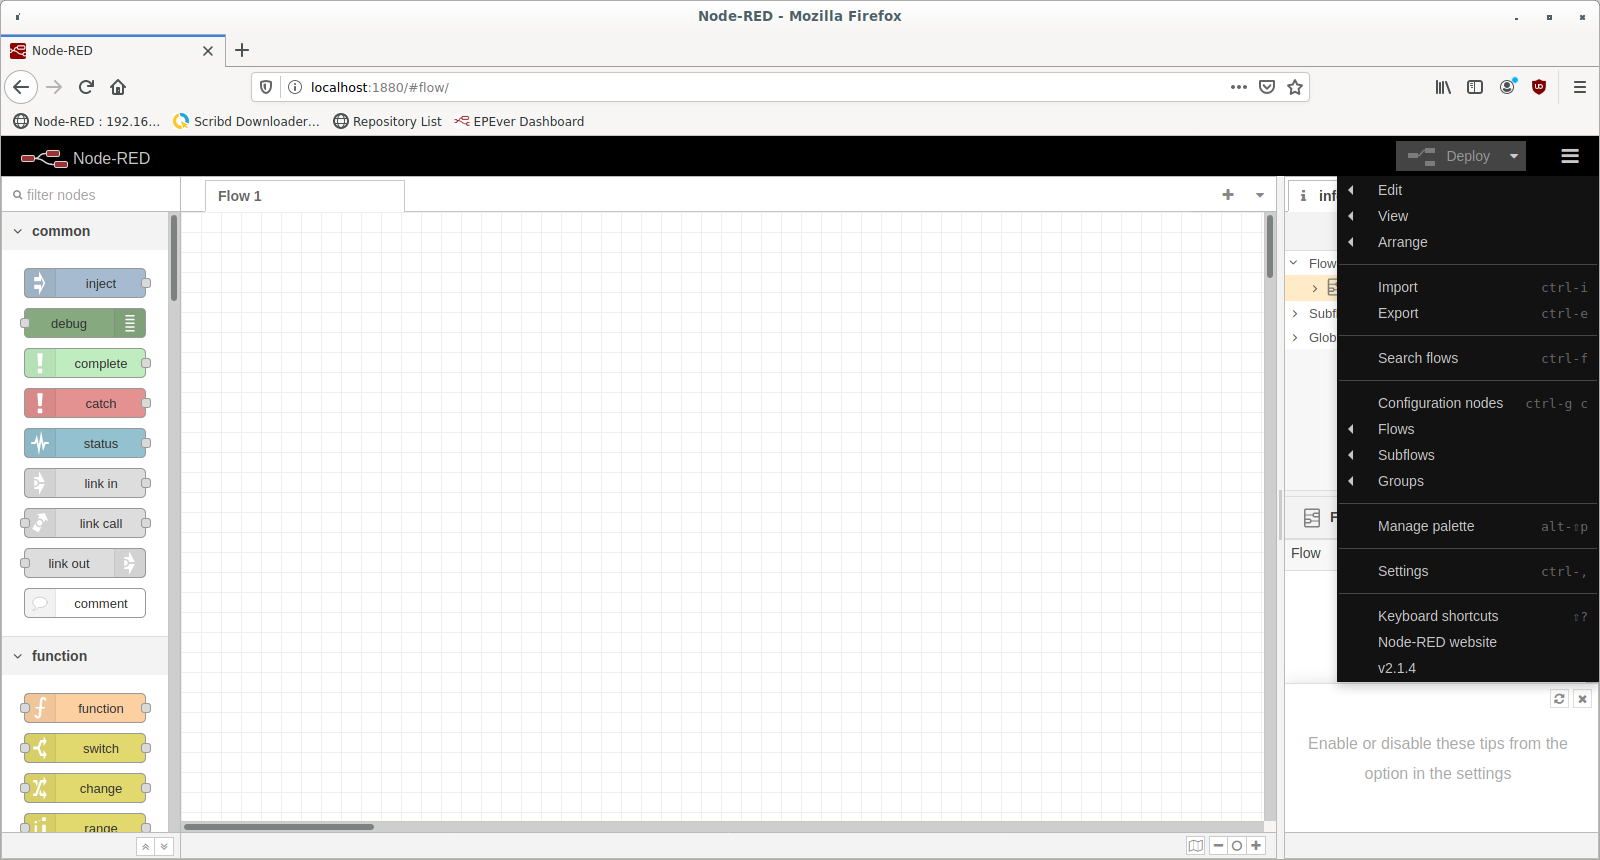 Node-RED - Mozilla Firefox
Node-RED
localhost:1880/#flow/
Node-RED : 192.16...
Scribd Downloader...
Repository List
EPEver Dashboard
Node-RED
Deploy
filter nodes
Flow 1
common
inject
debug
complete
catch
status
link in
link call
link out
comment
function
function
switch
change
range
Edit
View
Arrange
Import ctrl-i
Export ctrl-e
Search flows ctrl-f
Configuration nodes ctrl-g c
Flows
Subflows
Groups
Manage palette alt-⇧p
Settings ctrl-,
Keyboard shortcuts ⇧?
Node-RED website
v2.1.4
inf
Flow
Subf
Glob
F
Flow
Enable or disable these tips from the
option in the settings